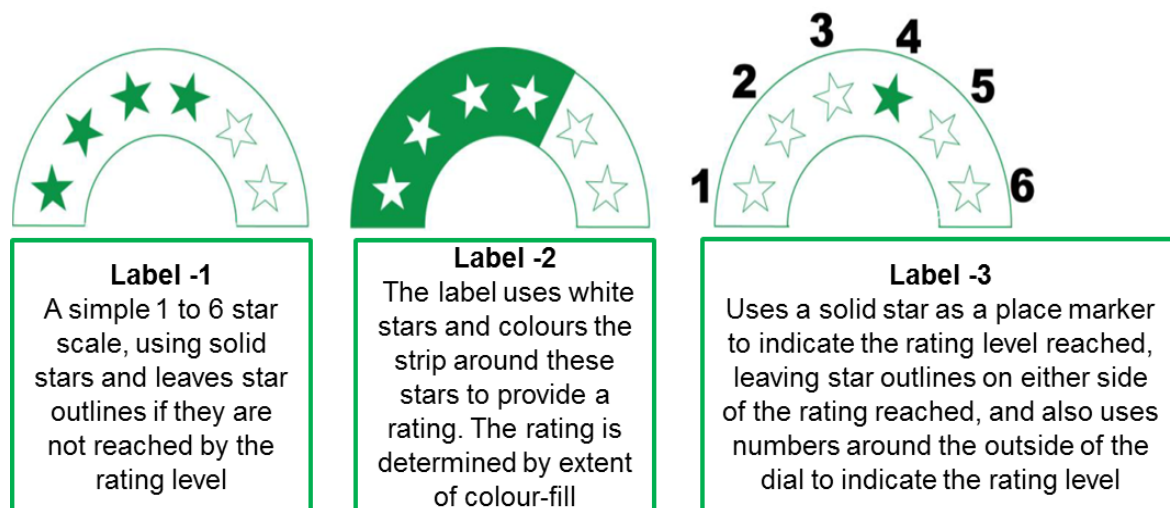 1
2
3
4
5
6
Label -1
A simple 1 to 6 star
scale, using solid
stars and leaves star
outlines if they are
not reached by the
rating level
Label -2
The label uses white
stars and colours the
strip around these
stars to provide a
rating. The rating is
determined by extent
of colour-fill
Label -3
Uses a solid star as a place marker
to indicate the rating level reached,
leaving star outlines on either side
of the rating reached, and also uses
numbers around the outside of the
dial to indicate the rating level